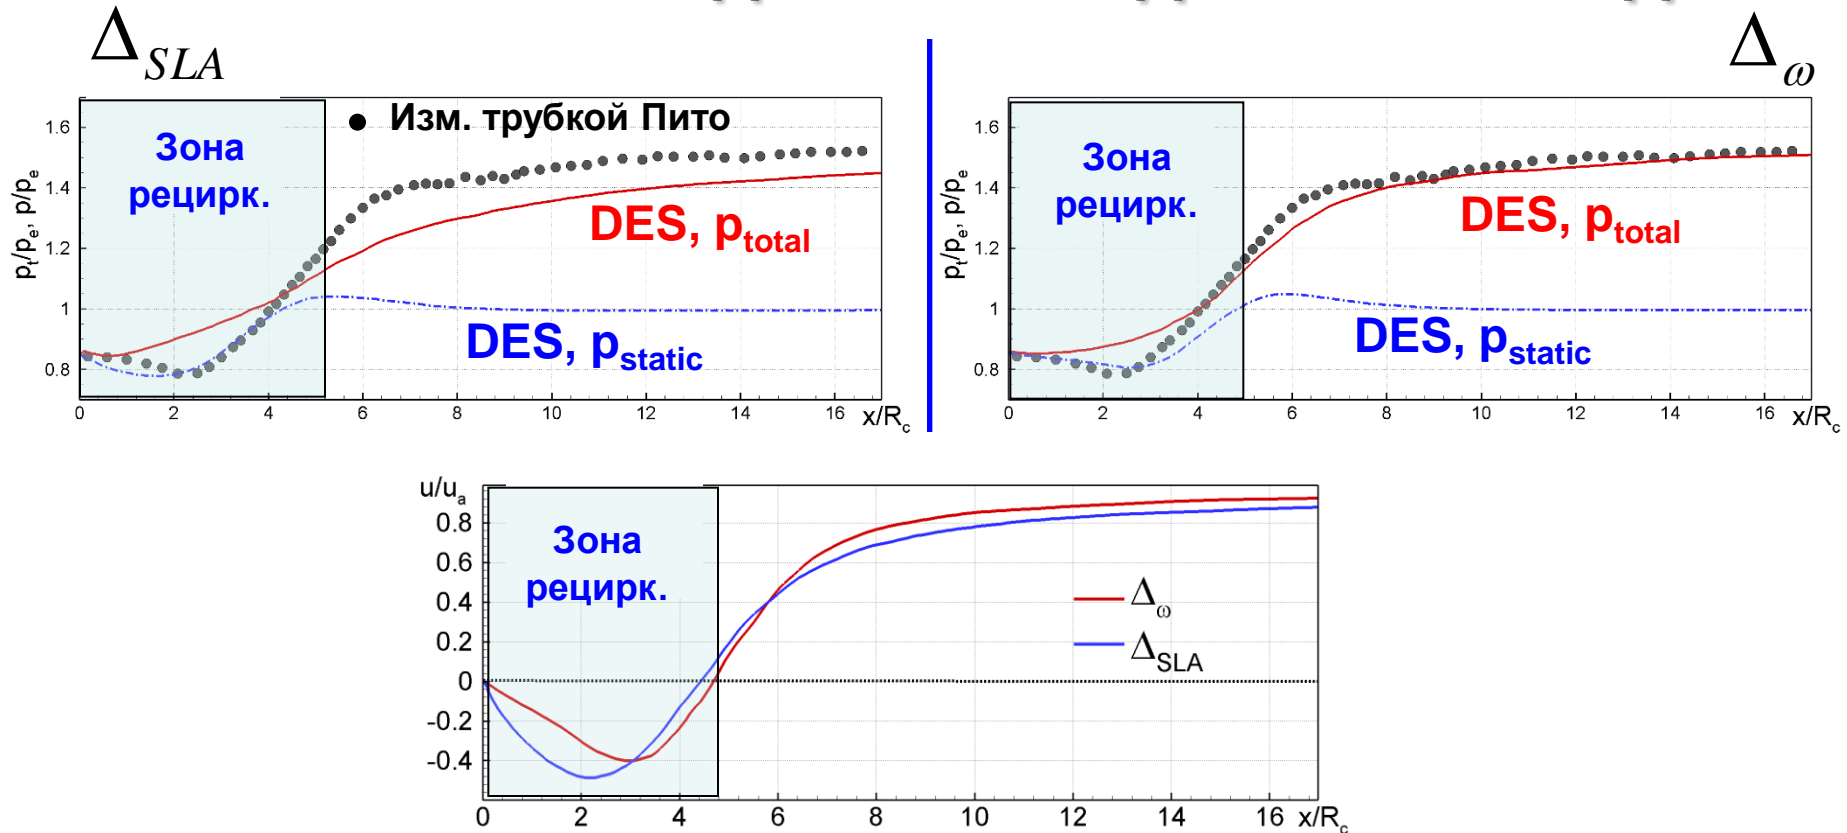 Δ_SLA
Δ_ω
p_t/p_e, p/p_e
1.6
1.4
1.2
1
0.8
Зона
рецирк.
● Изм. трубкой Пито
DES, p_total
DES, p_static
0 2 4 6 8 10 12 14 16 x/R_c
p_t/p_e, p/p_e
1.6
1.4
1.2
1
0.8
Зона
рецирк.
DES, p_total
DES, p_static
0 2 4 6 8 10 12 14 16 x/R_c
u/u_a
0.8
0.6
0.4
0.2
0
-0.2
-0.4
Зона
рецирк.
Δ_ω
Δ_SLA
0 2 4 6 8 10 12 14 16 x/R_c